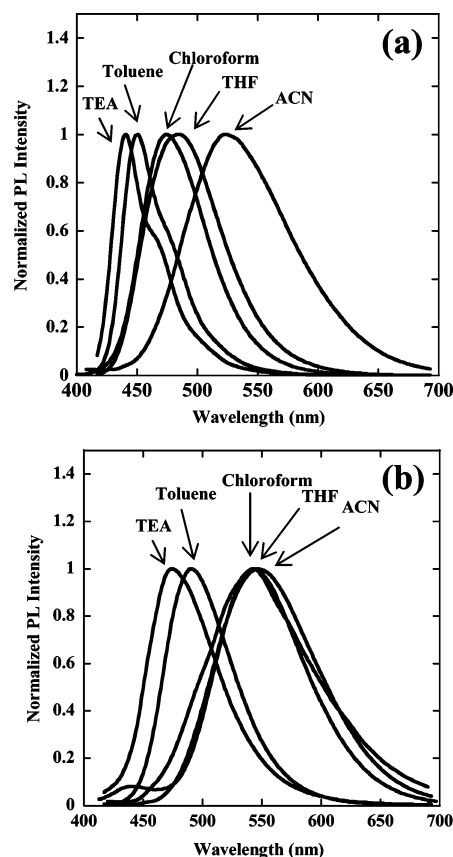 (a)
1.4
1.2
1
0.8
0.6
0.4
0.2
0
Normalized PL Intensity
TEA
Toluene
Chloroform
THF
ACN
400 450 500 550 600 650 700
Wavelength (nm)
(b)
1.4
1.2
1
0.8
0.6
0.4
0.2
0
Normalized PL Intensity
TEA
Toluene
Chloroform
THF
ACN
400 450 500 550 600 650 700
Wavelength (nm)